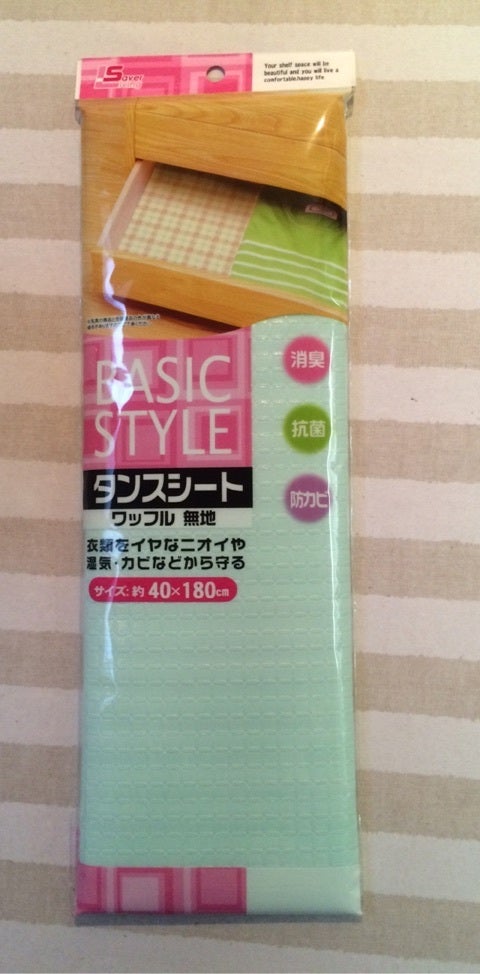 Saver
Living
Your shelf space will be
beautiful and you will live a
comfortable,happy life
BASIC
STYLE
消臭
抗菌
防カビ
タンスシート
ワッフル 無地
衣類をイヤなニオイや
湿気・カビなどから守る
サイズ:約40×180cm